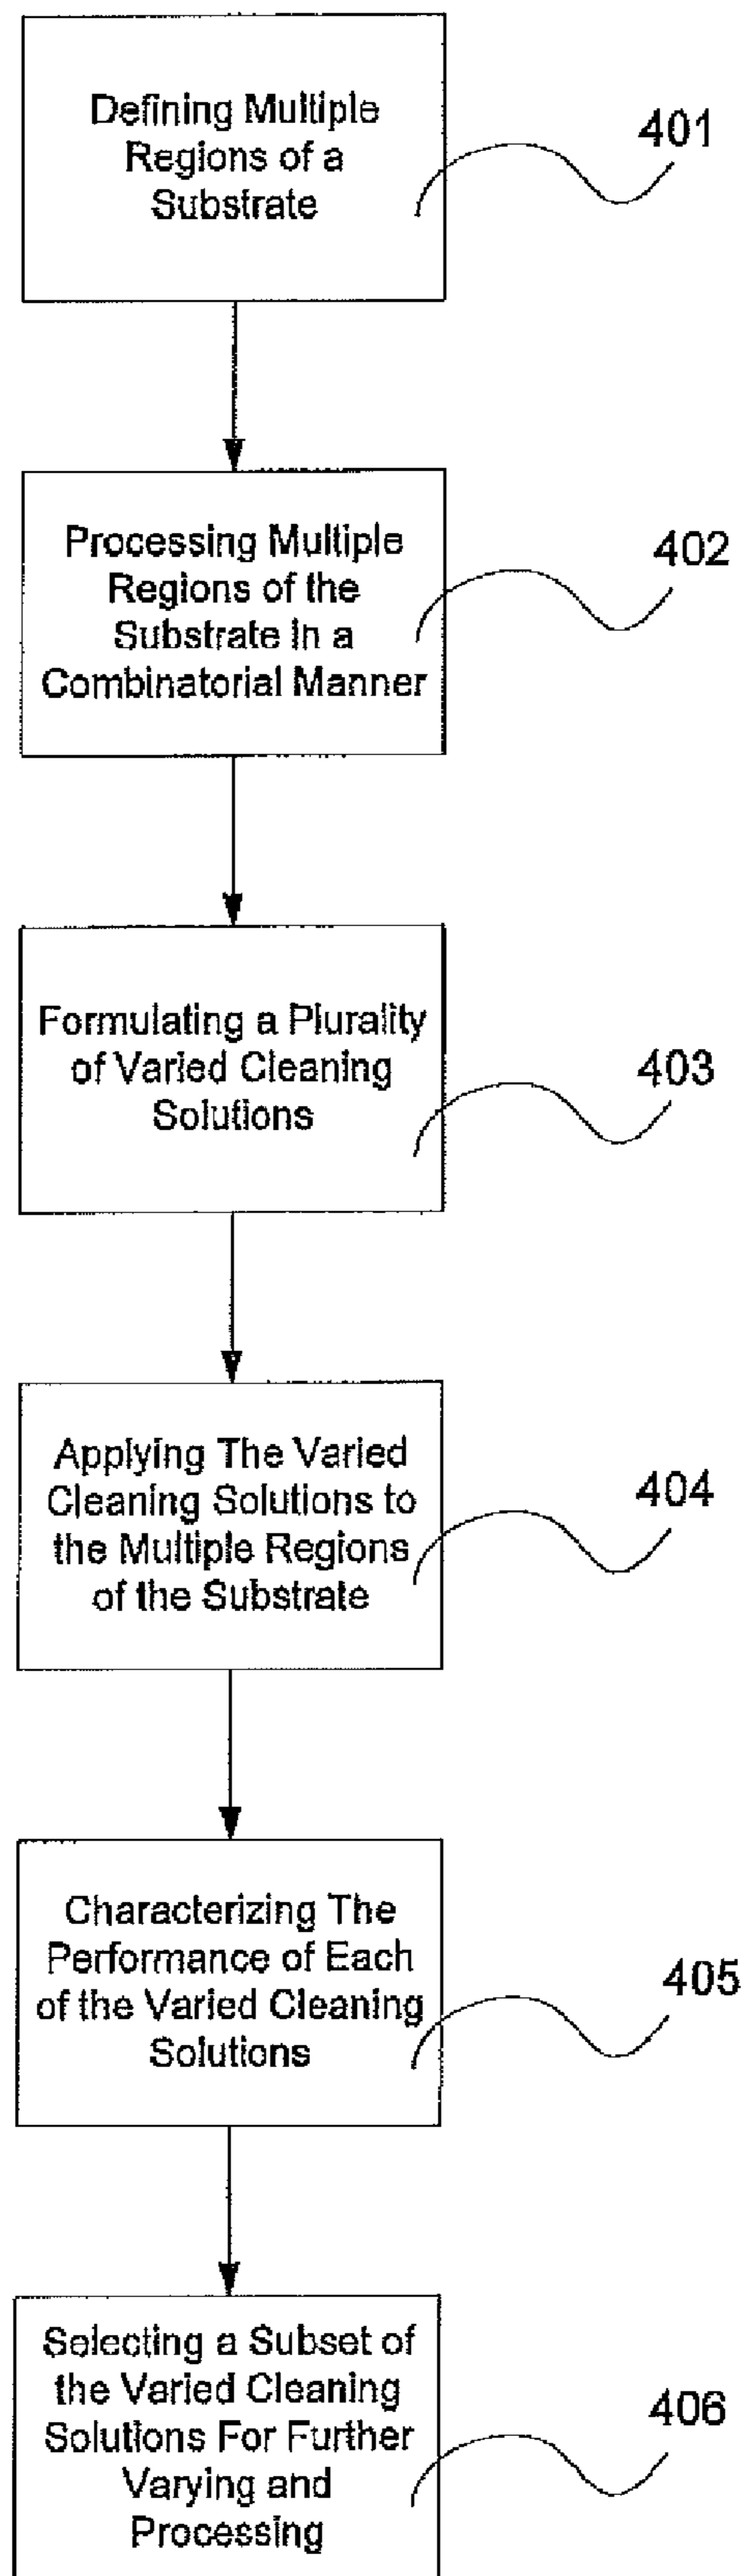 Defining Multiple
Regions of a
Substrate
401
Processing Multiple
Regions of the
Substrate In a
Combinatorial Manner
402
Formulating a Plurality
of Varied Cleaning
Solutions
403
Applying The Varied
Cleaning Solutions to
the Multiple Regions
of the Substrate
404
Characterizing The
Performance of Each
of the Varied Cleaning
Solutions
405
Selecting a Subset of
the Varied Cleaning
Solutions For Further
Varying and
Processing
406